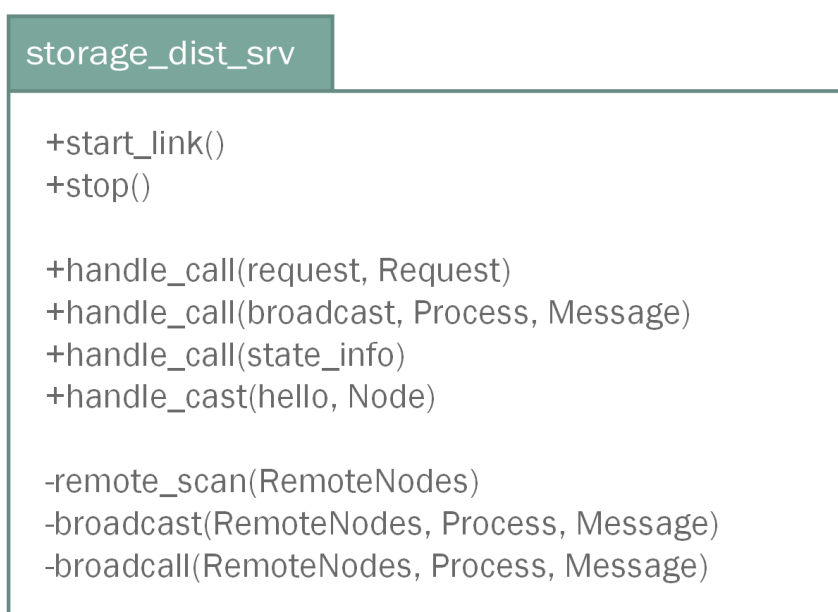 storage_dist_srv
+start_link()
+stop()
+handle_call(request, Request)
+handle_call(broadcast, Process, Message)
+handle_call(state_info)
+handle_cast(hello, Node)
-remote_scan(RemoteNodes)
-broadcast(RemoteNodes, Process, Message)
-broadcall(RemoteNodes, Process, Message)